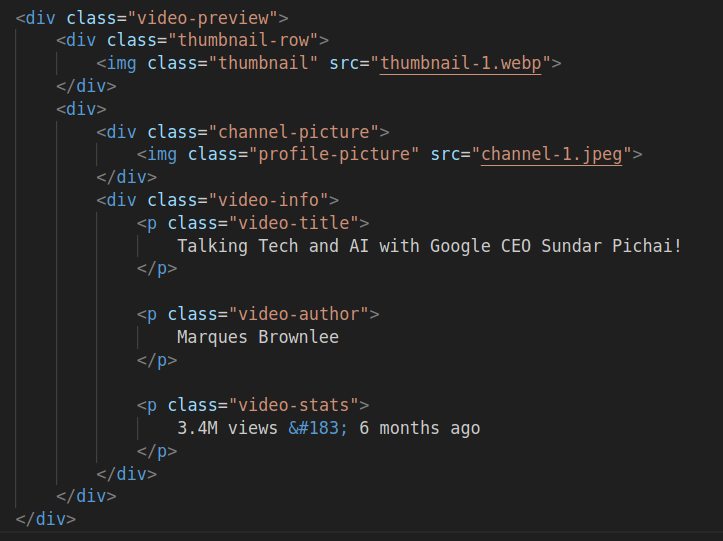 <div class="video-preview">
    <div class="thumbnail-row">
        <img class="thumbnail" src="thumbnail-1.webp">
    </div>
    <div>
        <div class="channel-picture">
            <img class="profile-picture" src="channel-1.jpeg">
        </div>
        <div class="video-info">
            <p class="video-title">
                Talking Tech and AI with Google CEO Sundar Pichai!
            </p>

            <p class="video-author">
                Marques Brownlee
            </p>

            <p class="video-stats">
                3.4M views &#183; 6 months ago
            </p>
        </div>
    </div>
</div>